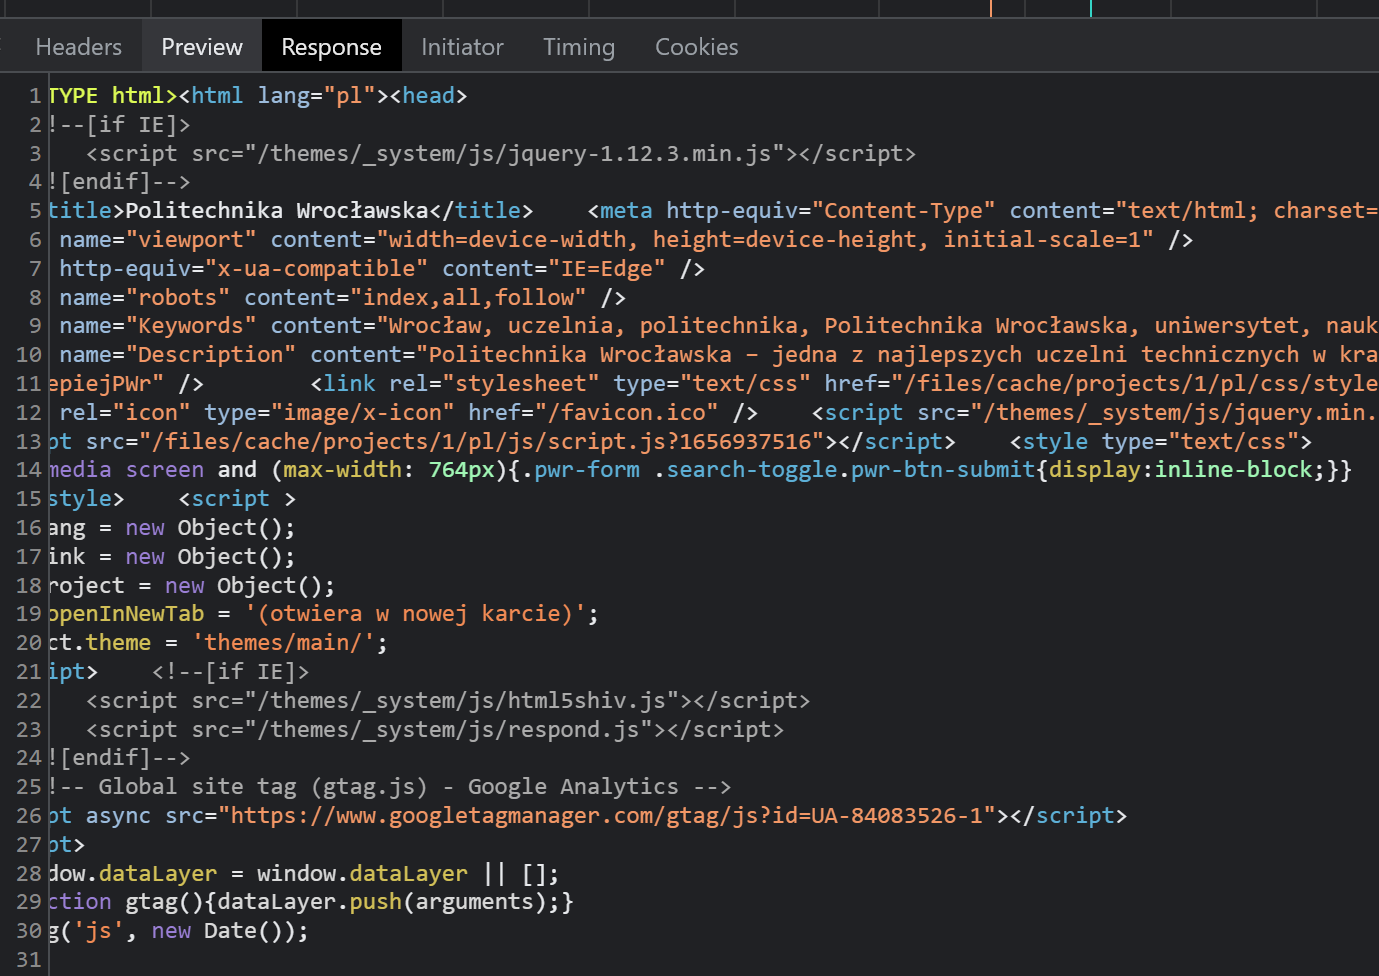 Headers Preview Response Initiator Timing Cookies
1 TYPE html><html lang="pl"><head>
2 !--[if IE]>
3 <script src="/themes/_system/js/jquery-1.12.3.min.js"></script>
4 ![endif]-->
5 title>Politechnika Wrocławska</title> <meta http-equiv="Content-Type" content="text/html; charset=
6 name="viewport" content="width=device-width, height=device-height, initial-scale=1" />
7 http-equiv="x-ua-compatible" content="IE=Edge" />
8 name="robots" content="index,all,follow" />
9 name="Keywords" content="Wrocław, uczelnia, politechnika, Politechnika Wrocławska, uniwersytet, nauk
10 name="Description" content="Politechnika Wrocławska – jedna z najlepszych uczelni technicznych w kra
11 epiejPWr" /> <link rel="stylesheet" type="text/css" href="/files/cache/projects/1/pl/css/style
12 rel="icon" type="image/x-icon" href="/favicon.ico" /> <script src="/themes/_system/js/jquery.min.
13 pt src="/files/cache/projects/1/pl/js/script.js?1656937516"></script> <style type="text/css">
14 media screen and (max-width: 764px){.pwr-form .search-toggle.pwr-btn-submit{display:inline-block;}}
15 style> <script >
16 ang = new Object();
17 ink = new Object();
18 roject = new Object();
19 openInNewTab = '(otwiera w nowej karcie)';
20 ct.theme = 'themes/main/';
21 ipt> <!--[if IE]>
22 <script src="/themes/_system/js/html5shiv.js"></script>
23 <script src="/themes/_system/js/respond.js"></script>
24 ![endif]-->
25 !-- Global site tag (gtag.js) - Google Analytics -->
26 pt async src="https://www.googletagmanager.com/gtag/js?id=UA-84083526-1"></script>
27 pt>
28 dow.dataLayer = window.dataLayer || [];
29 ction gtag(){dataLayer.push(arguments);}
30 g('js', new Date());
31